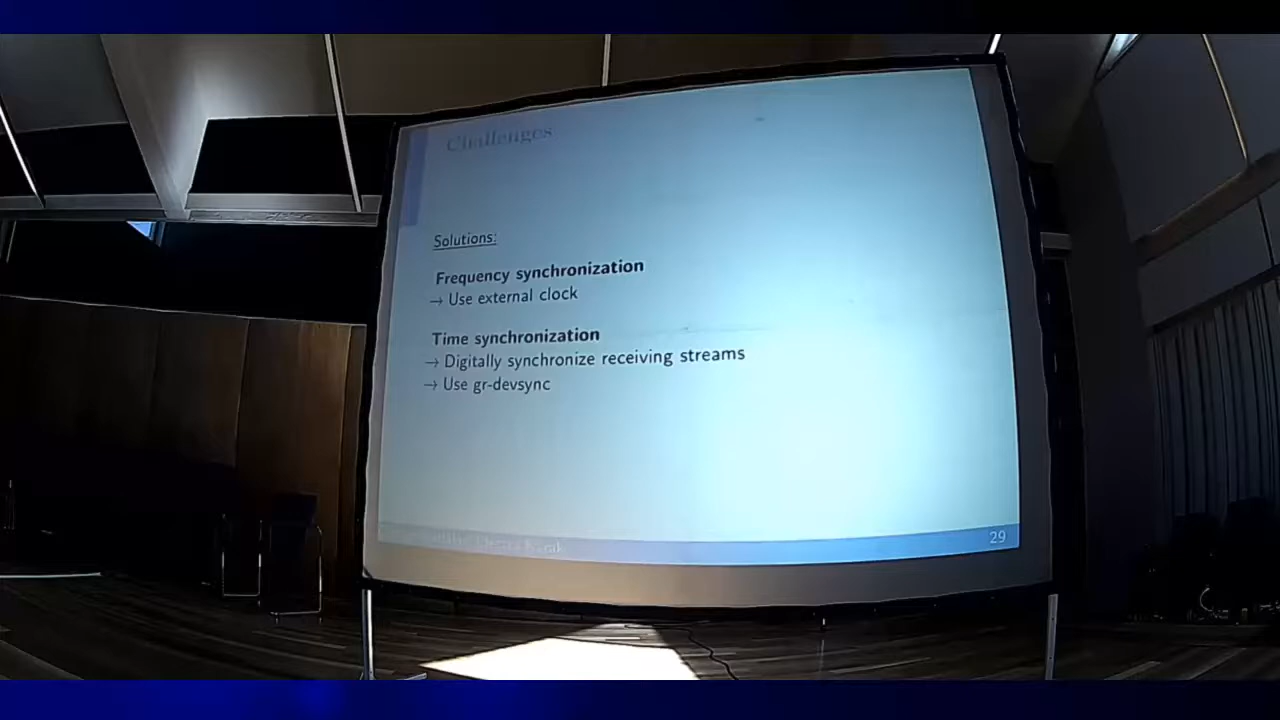 Challenges
Solutions:
Frequency synchronization
→ Use external clock
Time synchronization
→ Digitally synchronize receiving streams
→ Use gr-devsync
29